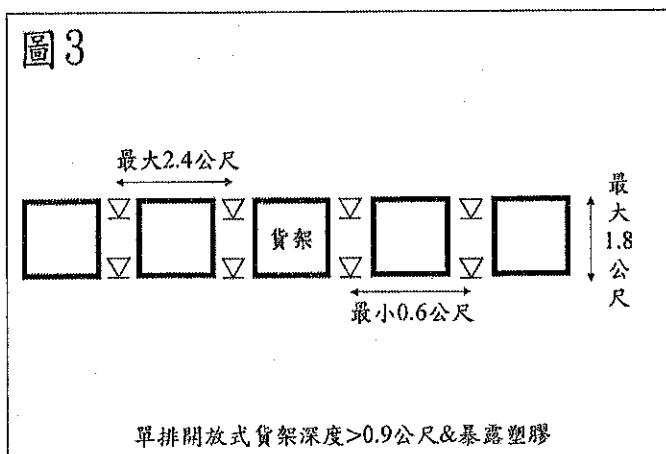 圖3
最大2.4公尺
貨架
最大1.8公尺
最小0.6公尺
單排開放式貨架深度>0.9公尺&暴露塑膠